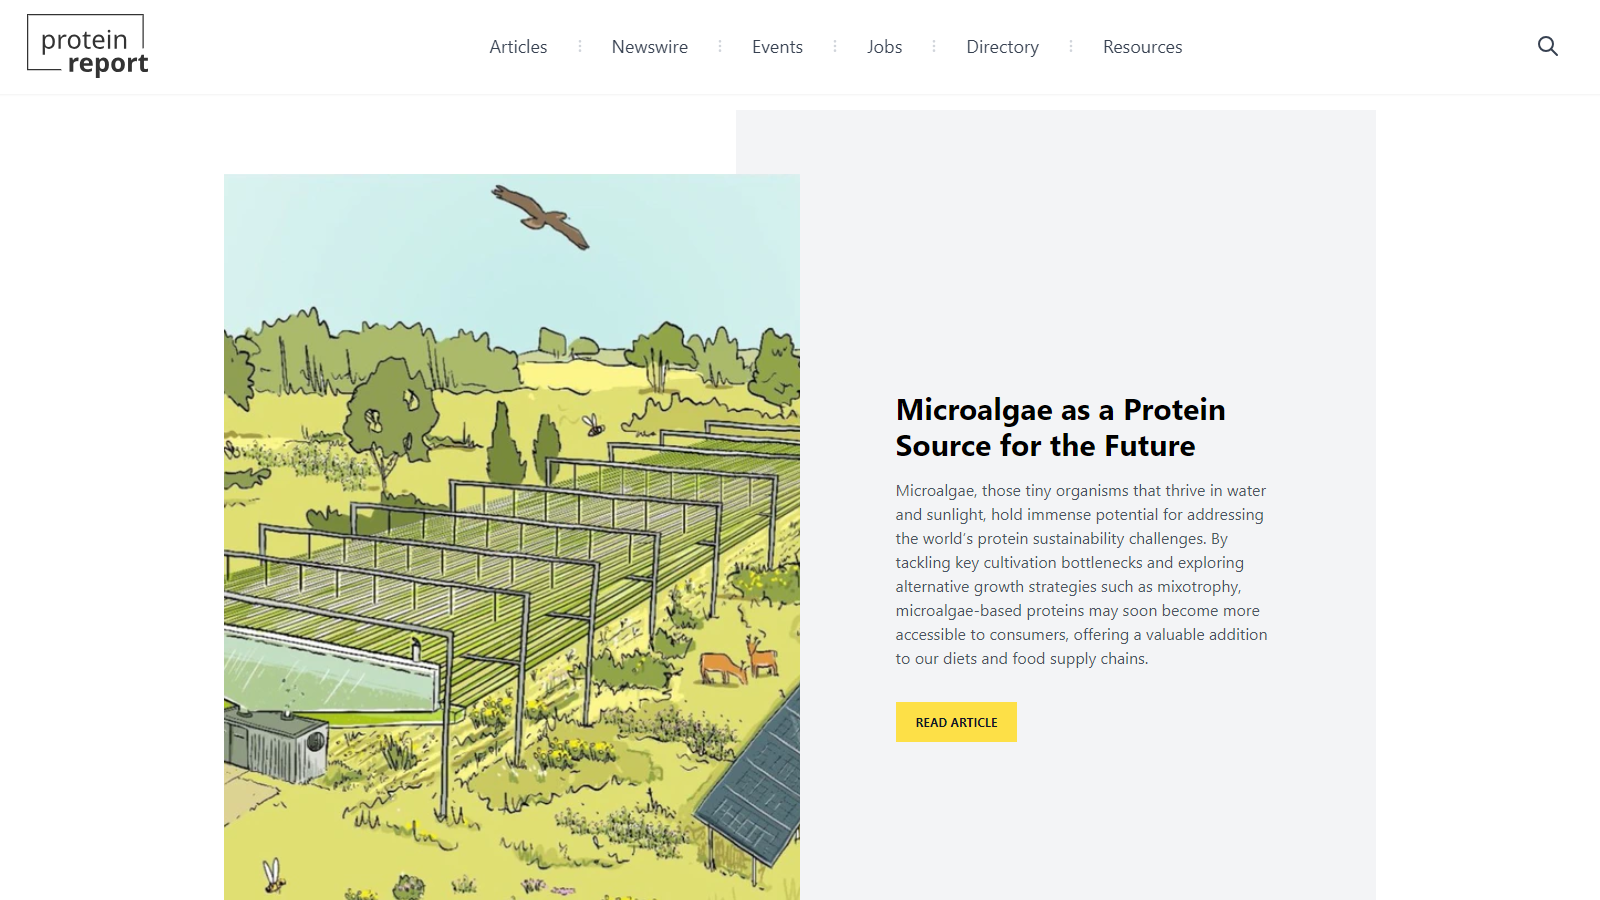 protein
report
Articles
Newswire
Events
Jobs
Directory
Resources
Microalgae as a Protein
Source for the Future
Microalgae, those tiny organisms that thrive in water
and sunlight, hold immense potential for addressing
the world's protein sustainability challenges. By
tackling key cultivation bottlenecks and exploring
alternative growth strategies such as mixotrophy,
microalgae-based proteins may soon become more
accessible to consumers, offering a valuable addition
to our diets and food supply chains.
READ ARTICLE